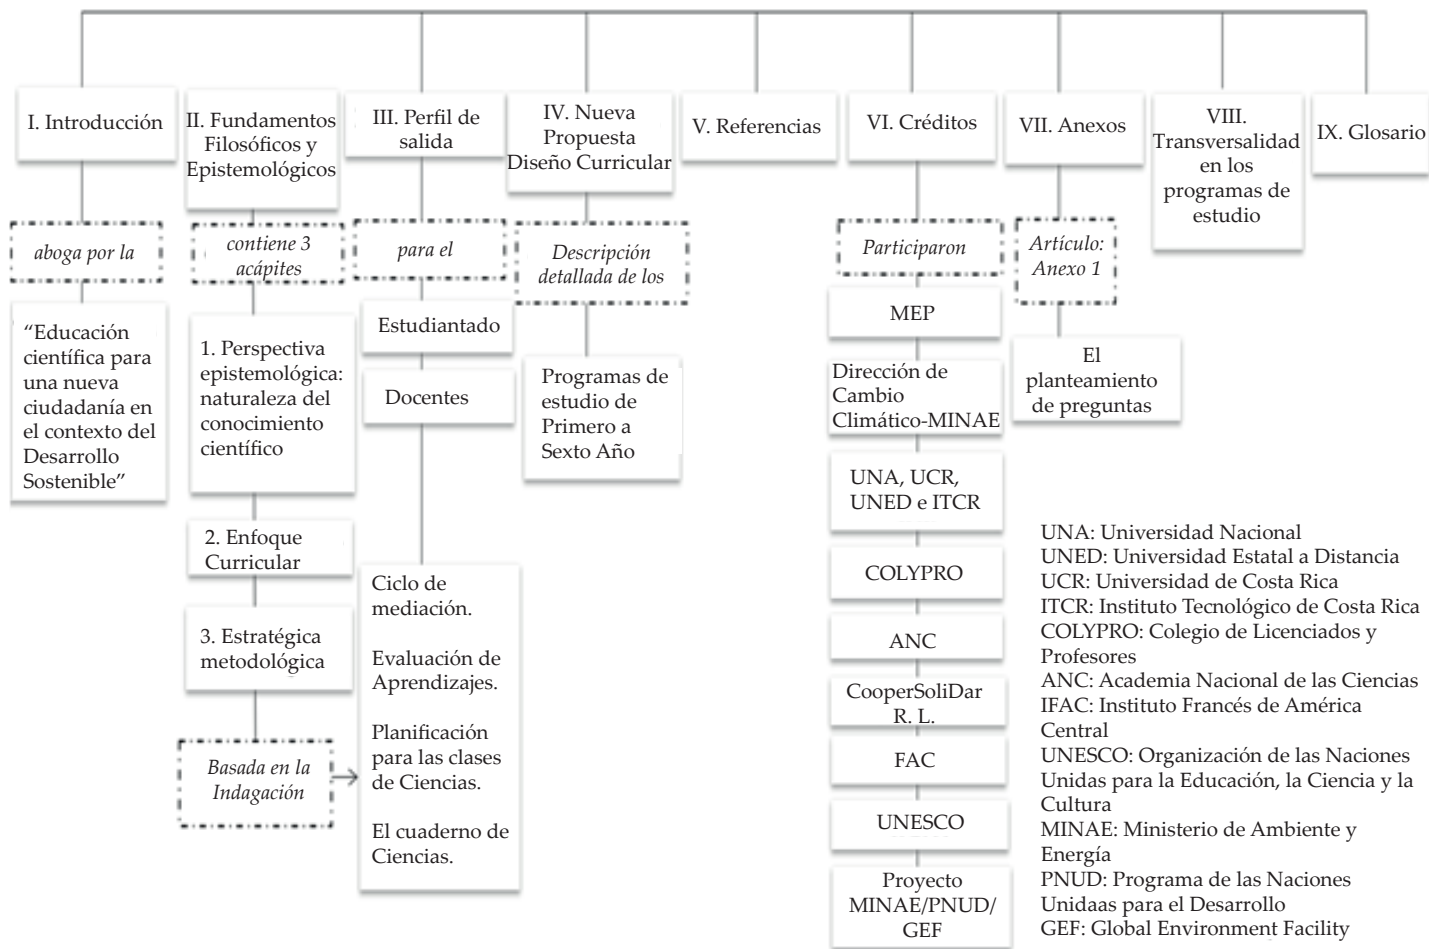 I. Introducción
II. Fundamentos
Filosóficos y
Epistemológicos
III. Perfil de
salida
IV. Nueva
Propuesta
Diseño Curricular
V. Referencias
VI. Créditos
VII. Anexos
VIII.
Transversalidad
en los
programas de
estudio
IX. Glosario
aboga por la
contiene 3
acápites
para el
Descripción
detallada de los
Participaron
Artículo:
Anexo 1
“Educación
científica para
una nueva
ciudadanía en
el contexto del
Desarrollo
Sostenible”
1. Perspectiva
epistemológica:
naturaleza del
conocimiento
científico
2. Enfoque
Curricular
3. Estratégica
metodológica
Basada en la
Indagación
Estudiantado
Docentes
Ciclo de
mediación.
Evaluación de
Aprendizajes.
Planificación
para las clases
de Ciencias.
El cuaderno de
Ciencias.
Programas de
estudio de
Primero a
Sexto Año
MEP
Dirección de
Cambio
Climático-MINAE
UNA, UCR,
UNED e ITCR
COLYPRO
ANC
CooperSoliDar
R. L.
FAC
UNESCO
Proyecto
MINAE/PNUD/
GEF
El
planteamiento
de preguntas
UNA: Universidad Nacional
UNED: Universidad Estatal a Distancia
UCR: Universidad de Costa Rica
ITCR: Instituto Tecnológico de Costa Rica
COLYPRO: Colegio de Licenciados y
Profesores
ANC: Academia Nacional de las Ciencias
IFAC: Instituto Francés de América
Central
UNESCO: Organización de las Naciones
Unidas para la Educación, la Ciencia y la
Cultura
MINAE: Ministerio de Ambiente y
Energía
PNUD: Programa de las Naciones
Unidaas para el Desarrollo
GEF: Global Environment Facility